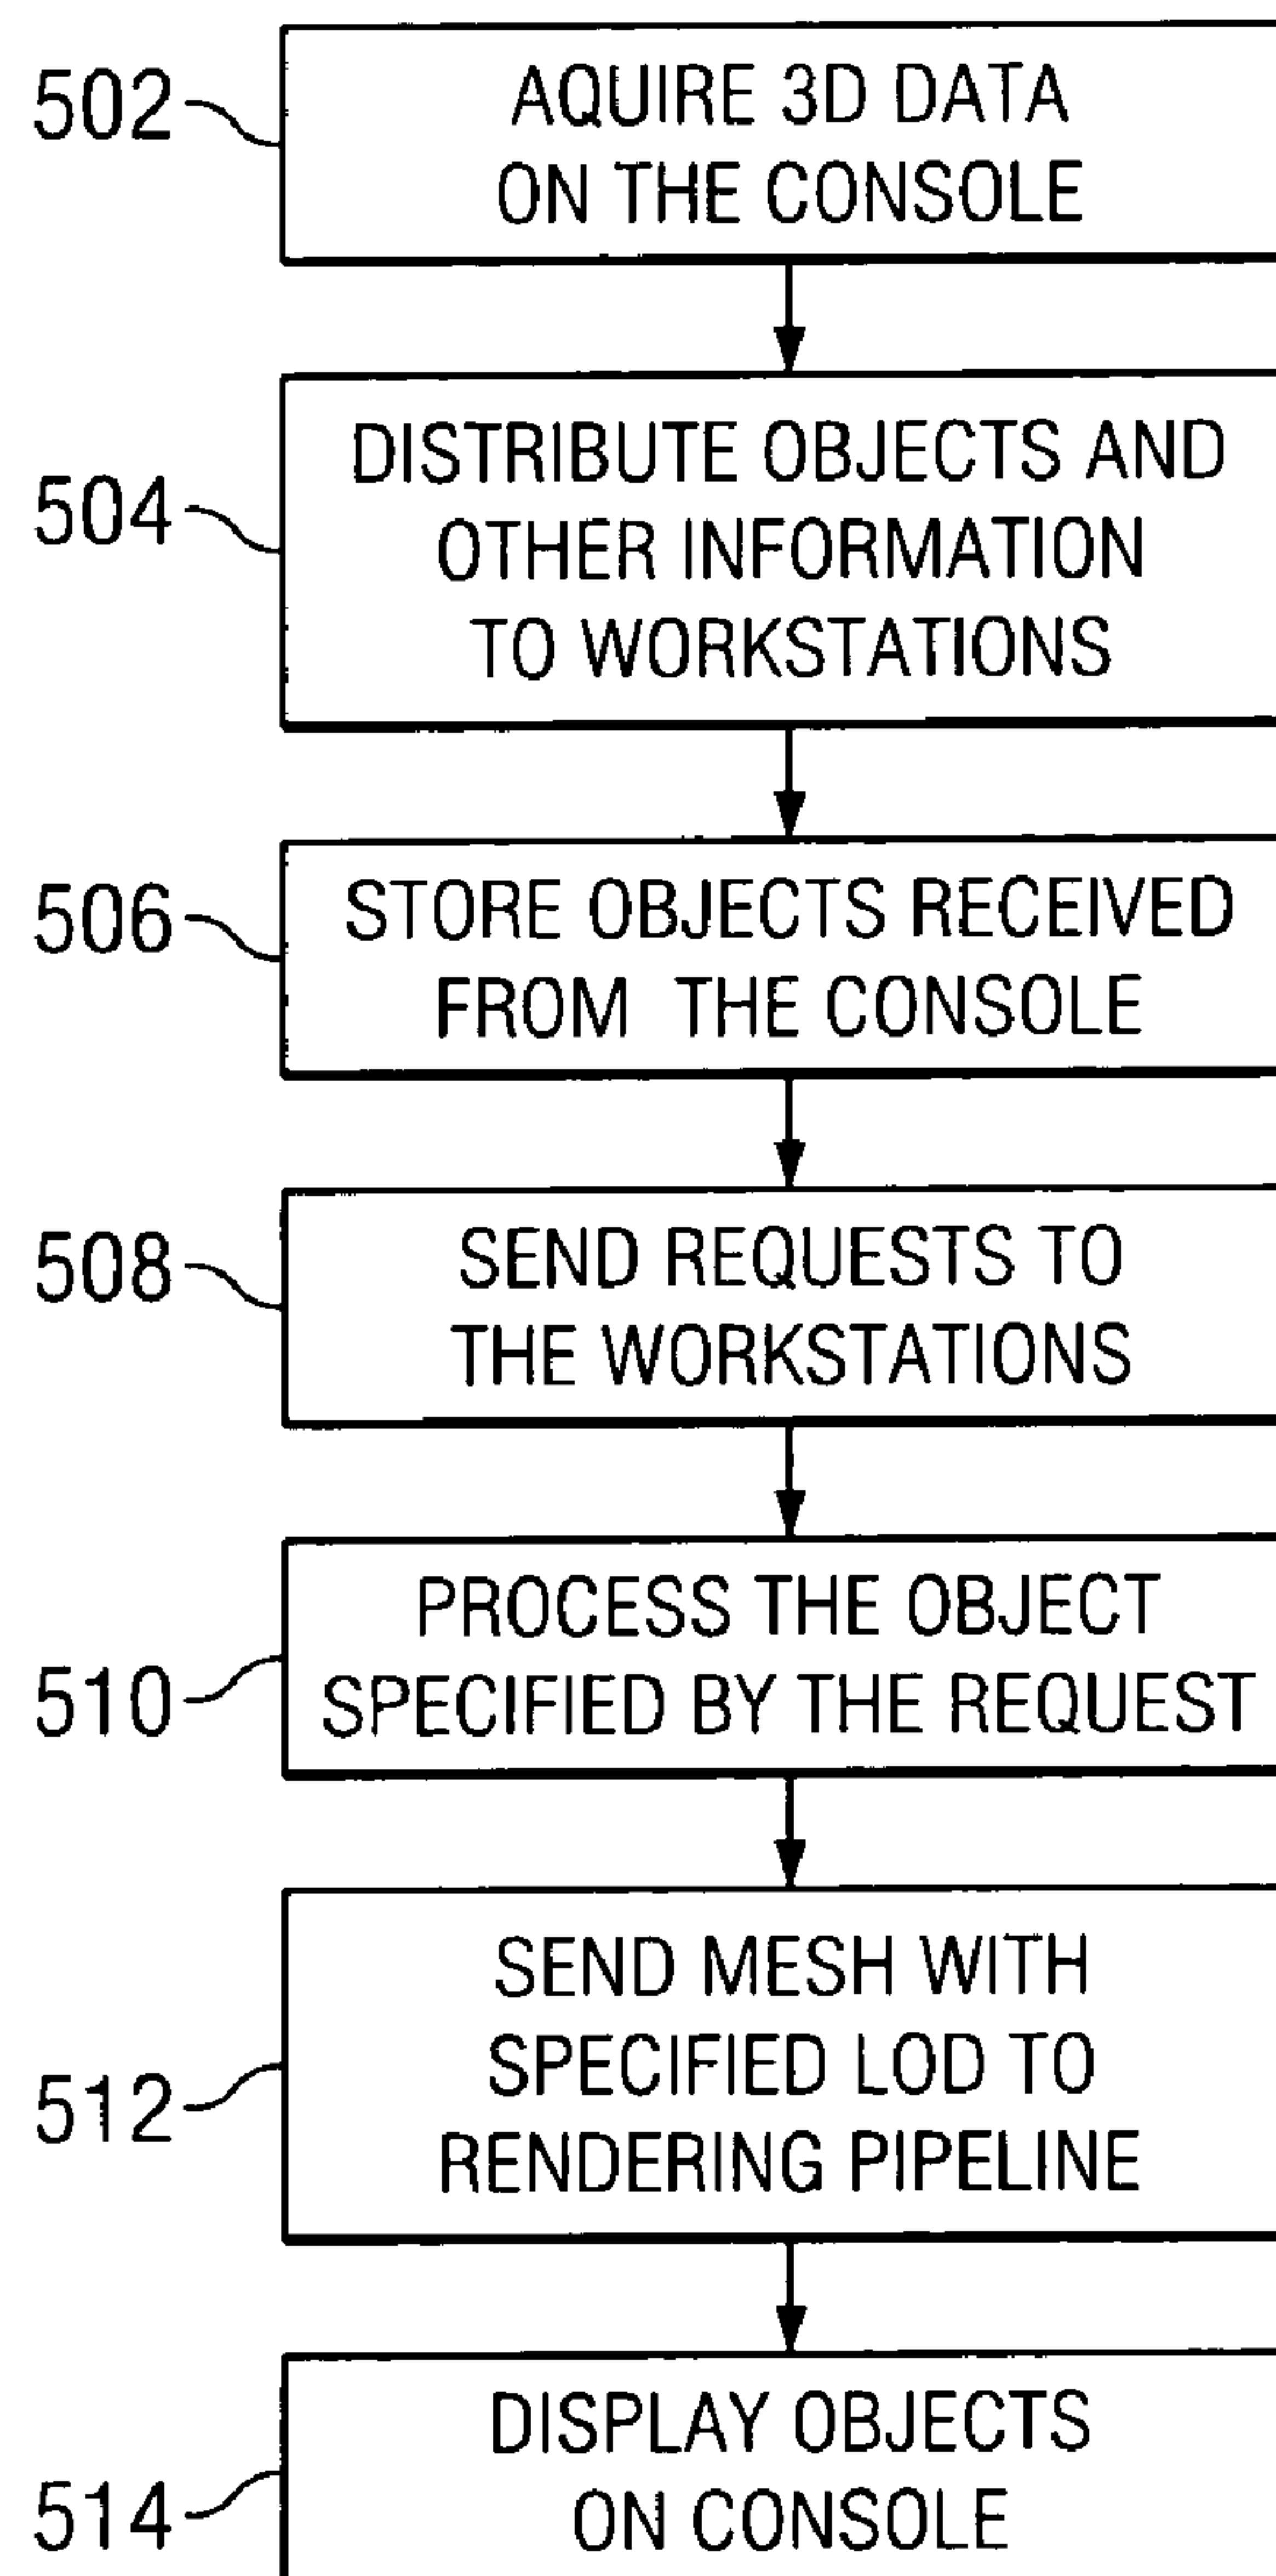 502
AQUIRE 3D DATA
ON THE CONSOLE
504
DISTRIBUTE OBJECTS AND
OTHER INFORMATION
TO WORKSTATIONS
506
STORE OBJECTS RECEIVED
FROM THE CONSOLE
508
SEND REQUESTS TO
THE WORKSTATIONS
510
PROCESS THE OBJECT
SPECIFIED BY THE REQUEST
512
SEND MESH WITH
SPECIFIED LOD TO
RENDERING PIPELINE
514
DISPLAY OBJECTS
ON CONSOLE